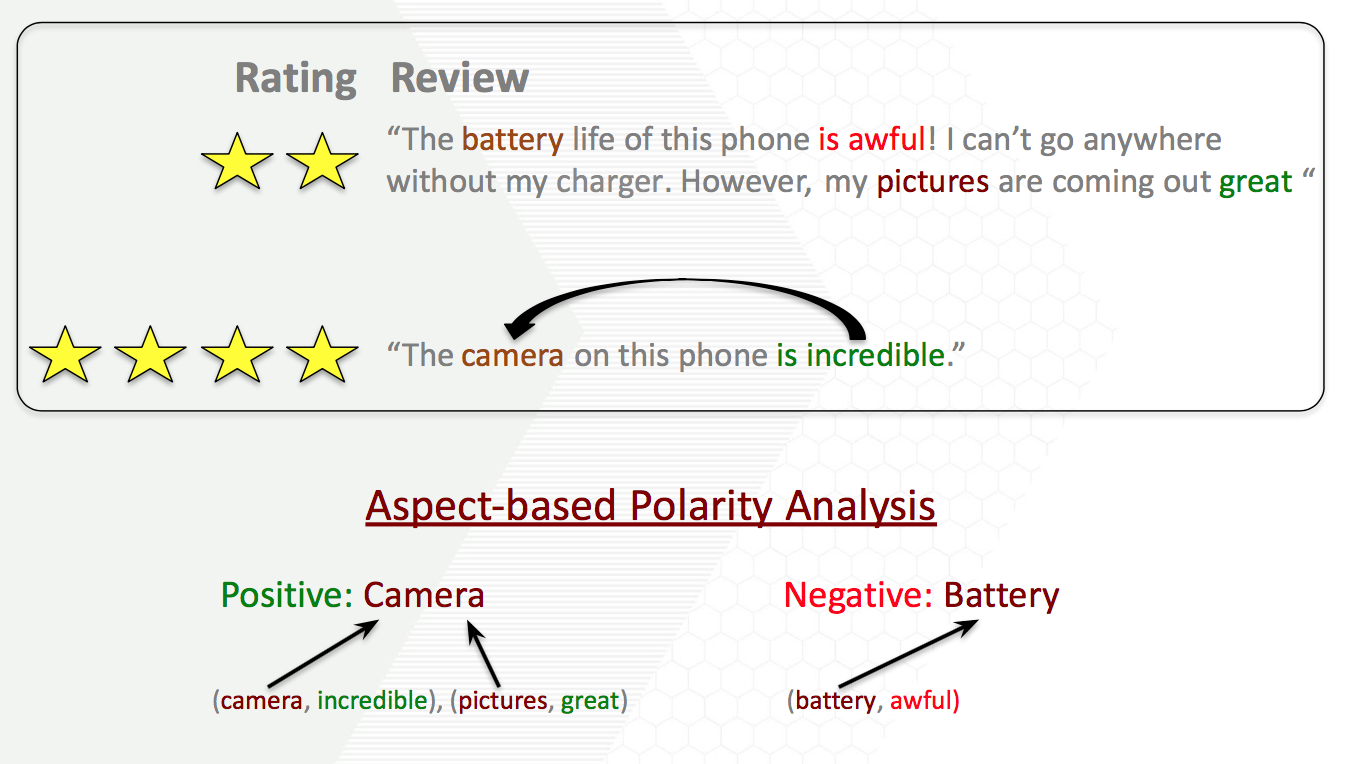 Rating Review
“The battery life of this phone is awful! I can’t go anywhere
without my charger. However, my pictures are coming out great “
“The camera on this phone is incredible.”
Aspect-based Polarity Analysis
Positive: Camera
Negative: Battery
(camera, incredible), (pictures, great)
(battery, awful)